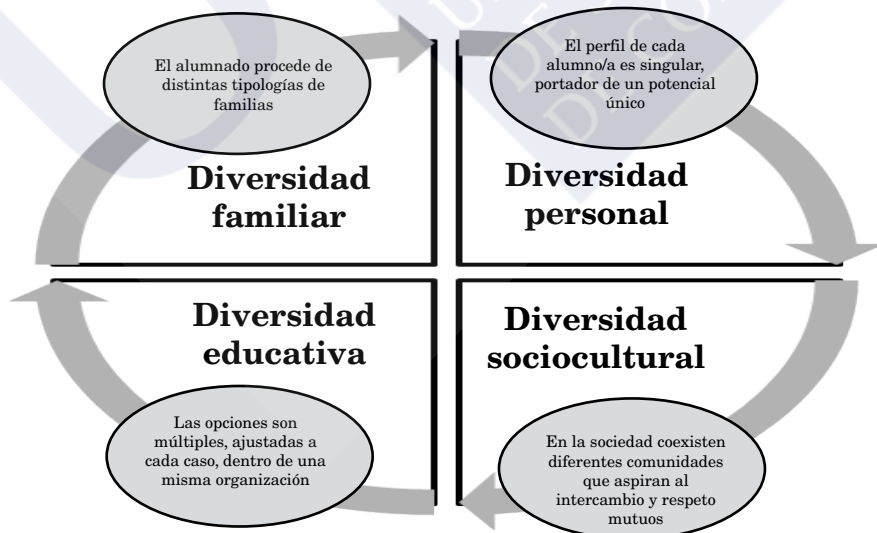 El alumnado procede de
distintas tipologías de
familias
Diversidad
familiar
El perfil de cada
alumno/a es singular,
portador de un potencial
único
Diversidad
personal
Diversidad
educativa
Las opciones son
múltiples, ajustadas a
cada caso, dentro de una
misma organización
Diversidad
sociocultural
En la sociedad coexisten
diferentes comunidades
que aspiran al
intercambio y respeto
mutuos